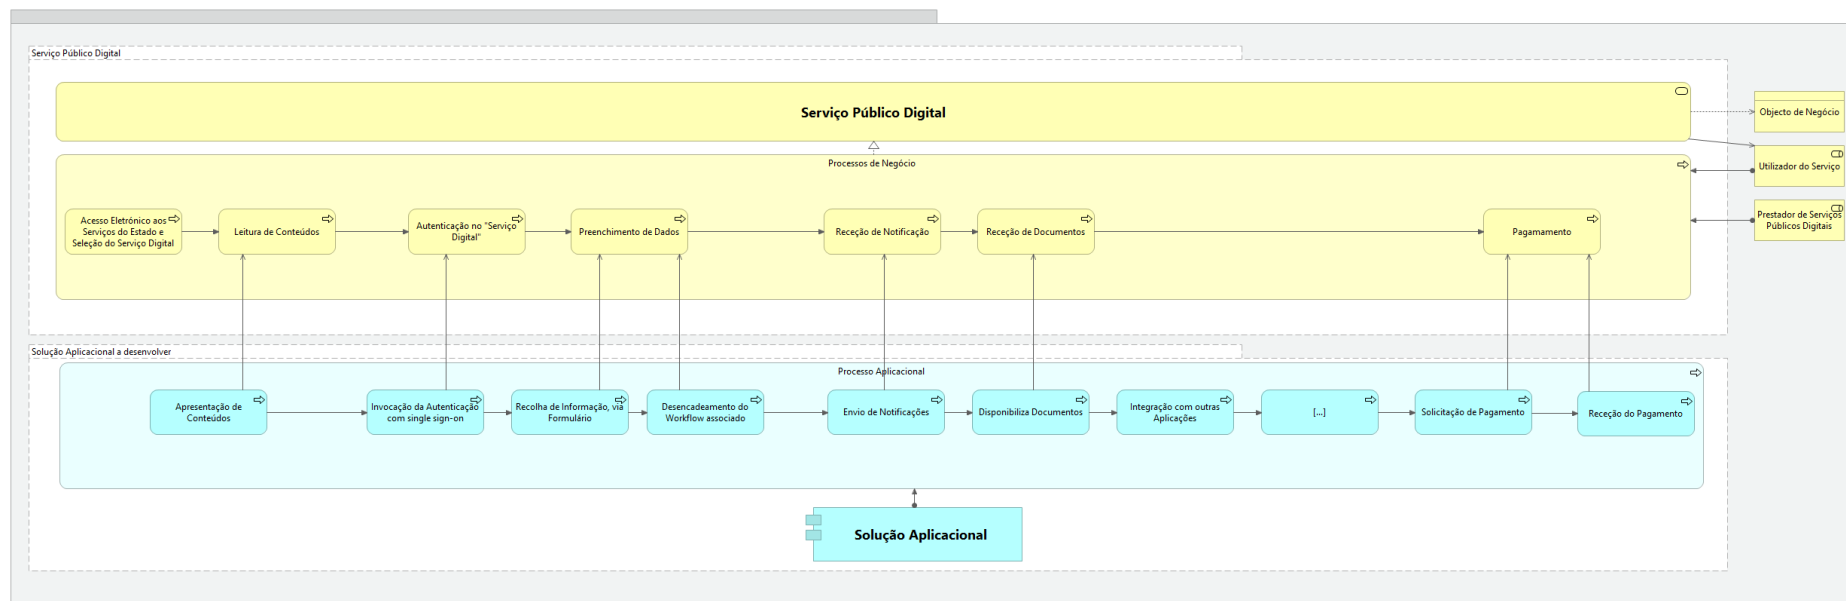 Serviço Público Digital
Serviço Público Digital
Objecto de Negócio
Processos de Negócio
Utilizador do Serviço
Acesso Eletrónico aos
Serviços do Estado e
Seleção do Serviço Digital
Leitura de Conteúdos
Autenticação no "Serviço
Digital"
Preenchimento de Dados
Receção de Notificação
Receção de Documentos
Pagamamento
Prestador de Serviços
Públicos Digitais
Solução Aplicacional a desenvolver
Processo Aplicacional
Apresentação de
Conteúdos
Invocação da Autenticação
com single sign-on
Recolha de Informação, via
Formulário
Desencadeamento do
Workflow associado
Envio de Notificações
Disponibiliza Documentos
Integração com outras
Aplicações
[...]
Solicitação de Pagamento
Receção do Pagamento
Solução Aplicacional